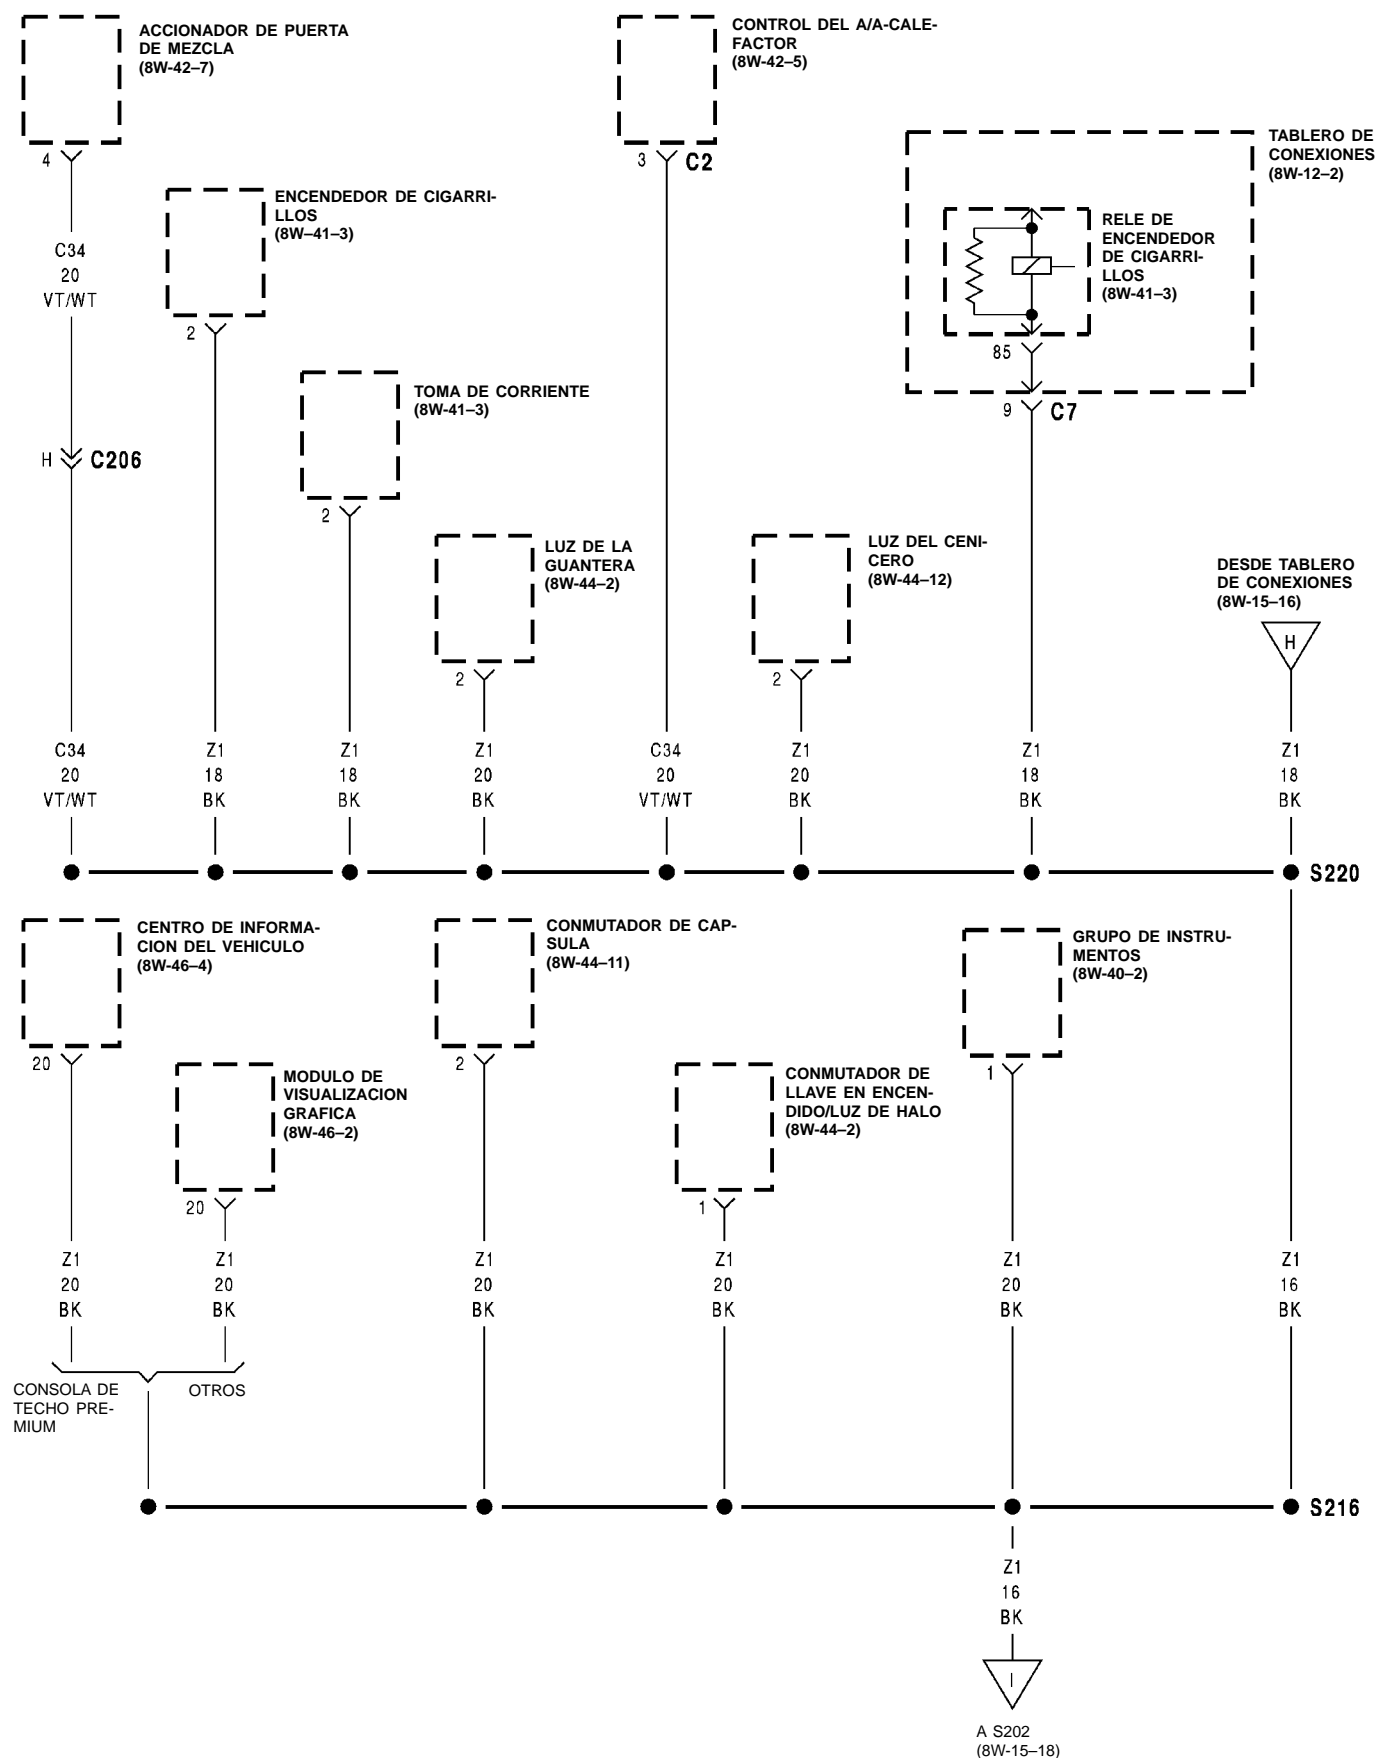 ACCIONADOR DE PUERTA
DE MEZCLA
(8W-42–7)
4
C34
20
VT/WT
H
C206
C34
20
VT/WT
ENCENDEDOR DE CIGARRI-
LLOS
(8W–41–3)
2
Z1
18
BK
TOMA DE CORRIENTE
(8W-41–3)
2
Z1
18
BK
LUZ DE LA
GUANTERA
(8W-44–2)
2
Z1
20
BK
CONTROL DEL A/A-CALE-
FACTOR
(8W-42–5)
3
C2
C34
20
VT/WT
LUZ DEL CENI-
CERO
(8W-44–12)
2
Z1
20
BK
TABLERO DE
CONEXIONES
(8W-12–2)
RELE DE
ENCENDEDOR
DE CIGARRI-
LLOS
(8W-41–3)
85
9
C7
Z1
18
BK
DESDE TABLERO
DE CONEXIONES
(8W-15–16)
H
Z1
18
BK
S220
CENTRO DE INFORMA-
CION DEL VEHICULO
(8W-46–4)
20
Z1
20
BK
MODULO DE
VISUALIZACION
GRAFICA
(8W-46–2)
20
Z1
20
BK
CONSOLA DE
TECHO PRE-
MIUM
OTROS
CONMUTADOR DE CAP-
SULA
(8W-44–11)
2
Z1
20
BK
CONMUTADOR DE
LLAVE EN ENCEN-
DIDO/LUZ DE HALO
(8W-44–2)
1
Z1
20
BK
GRUPO DE INSTRU-
MENTOS
(8W-40–2)
1
Z1
20
BK
Z1
16
BK
S216
Z1
16
BK
I
A S202
(8W-15–18)